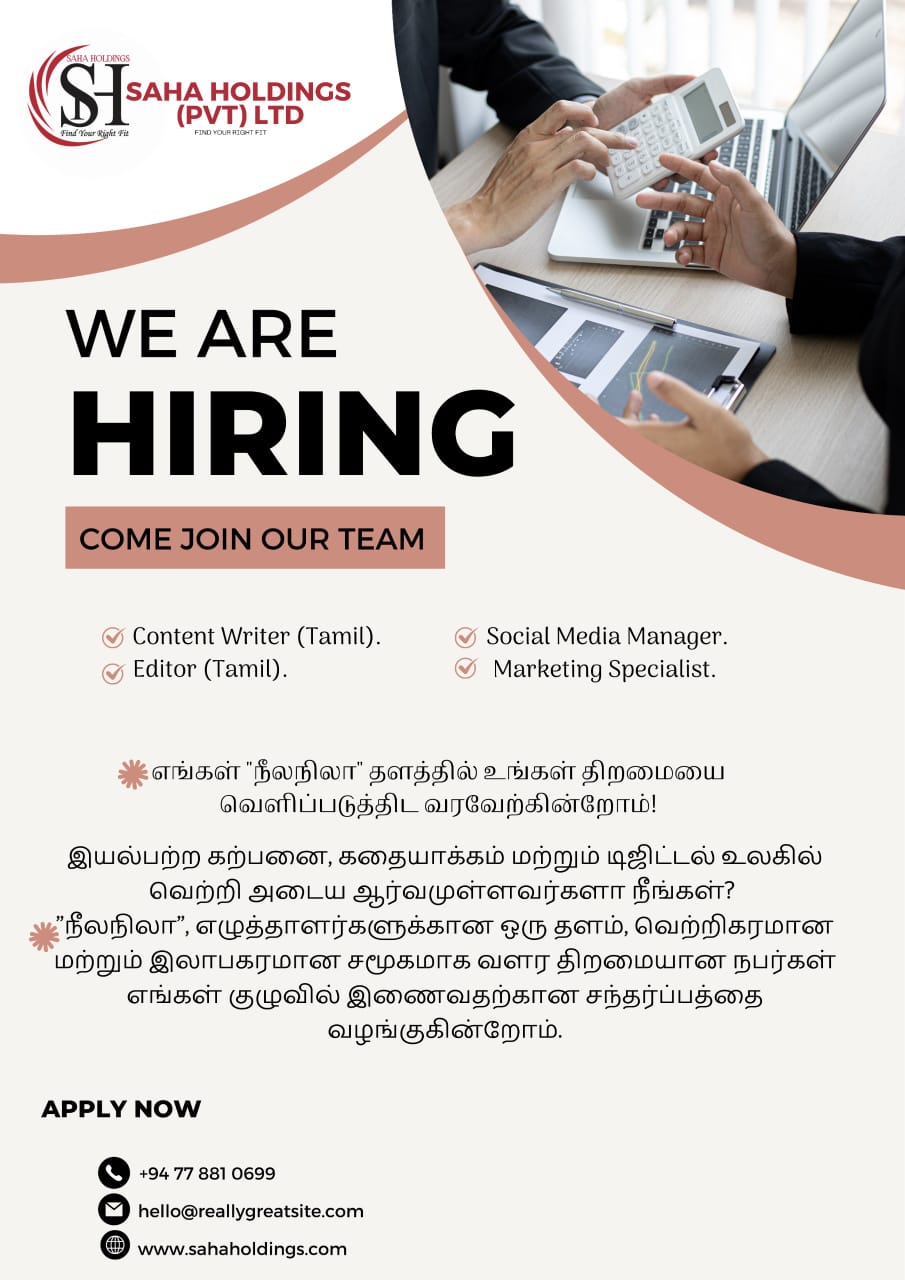 SAHA HOLDINGS
SH
Find Your Right Fit
SAHA HOLDINGS
(PVT) LTD
FIND YOUR RIGHT FIT
WE ARE
HIRING
COME JOIN OUR TEAM
Content Writer (Tamil).
Editor (Tamil).
Social Media Manager.
Marketing Specialist.
எங்கள் "நீலநிலா" தளத்தில் உங்கள் திறமையை
வெளிப்படுத்திட வரவேற்கின்றோம்!
இயல்பற்ற கற்பனை, கதையாக்கம் மற்றும் டிஜிட்டல் உலகில்
வெற்றி அடைய ஆர்வமுள்ளவர்களா நீங்கள்?
”நீலநிலா”, எழுத்தாளர்களுக்கான ஒரு தளம், வெற்றிகரமான
மற்றும் இலாபகரமான சமூகமாக வளர திறமையான நபர்கள்
எங்கள் குழுவில் இணைவதற்கான சந்தர்ப்பத்தை
வழங்குகின்றோம்.
APPLY NOW
+94 77 881 0699
hello@reallygreatsite.com
www.sahaholdings.com